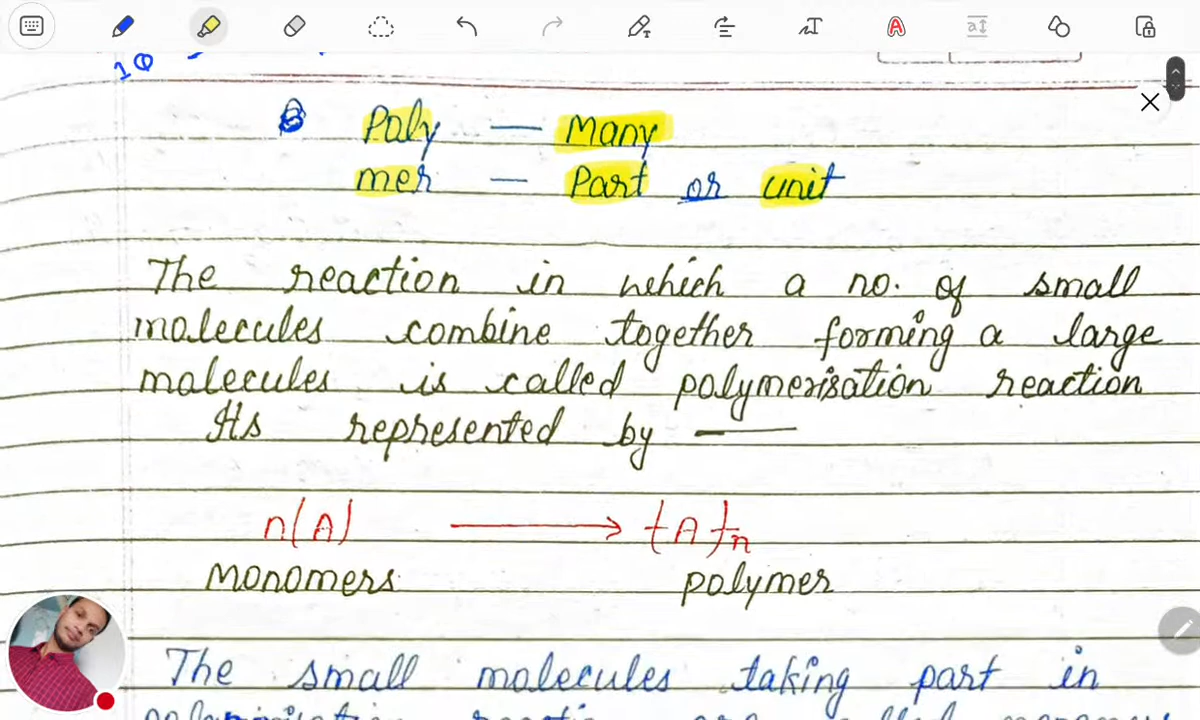 10
Poly — Many
mer — Part or unit
The reaction in which a no. of small
molecules combine together forming a large
molecules is called polymerisation reaction
Its represented by —
n(A) ⟶ {A}n
Monomers polymer
The small molecules taking part in